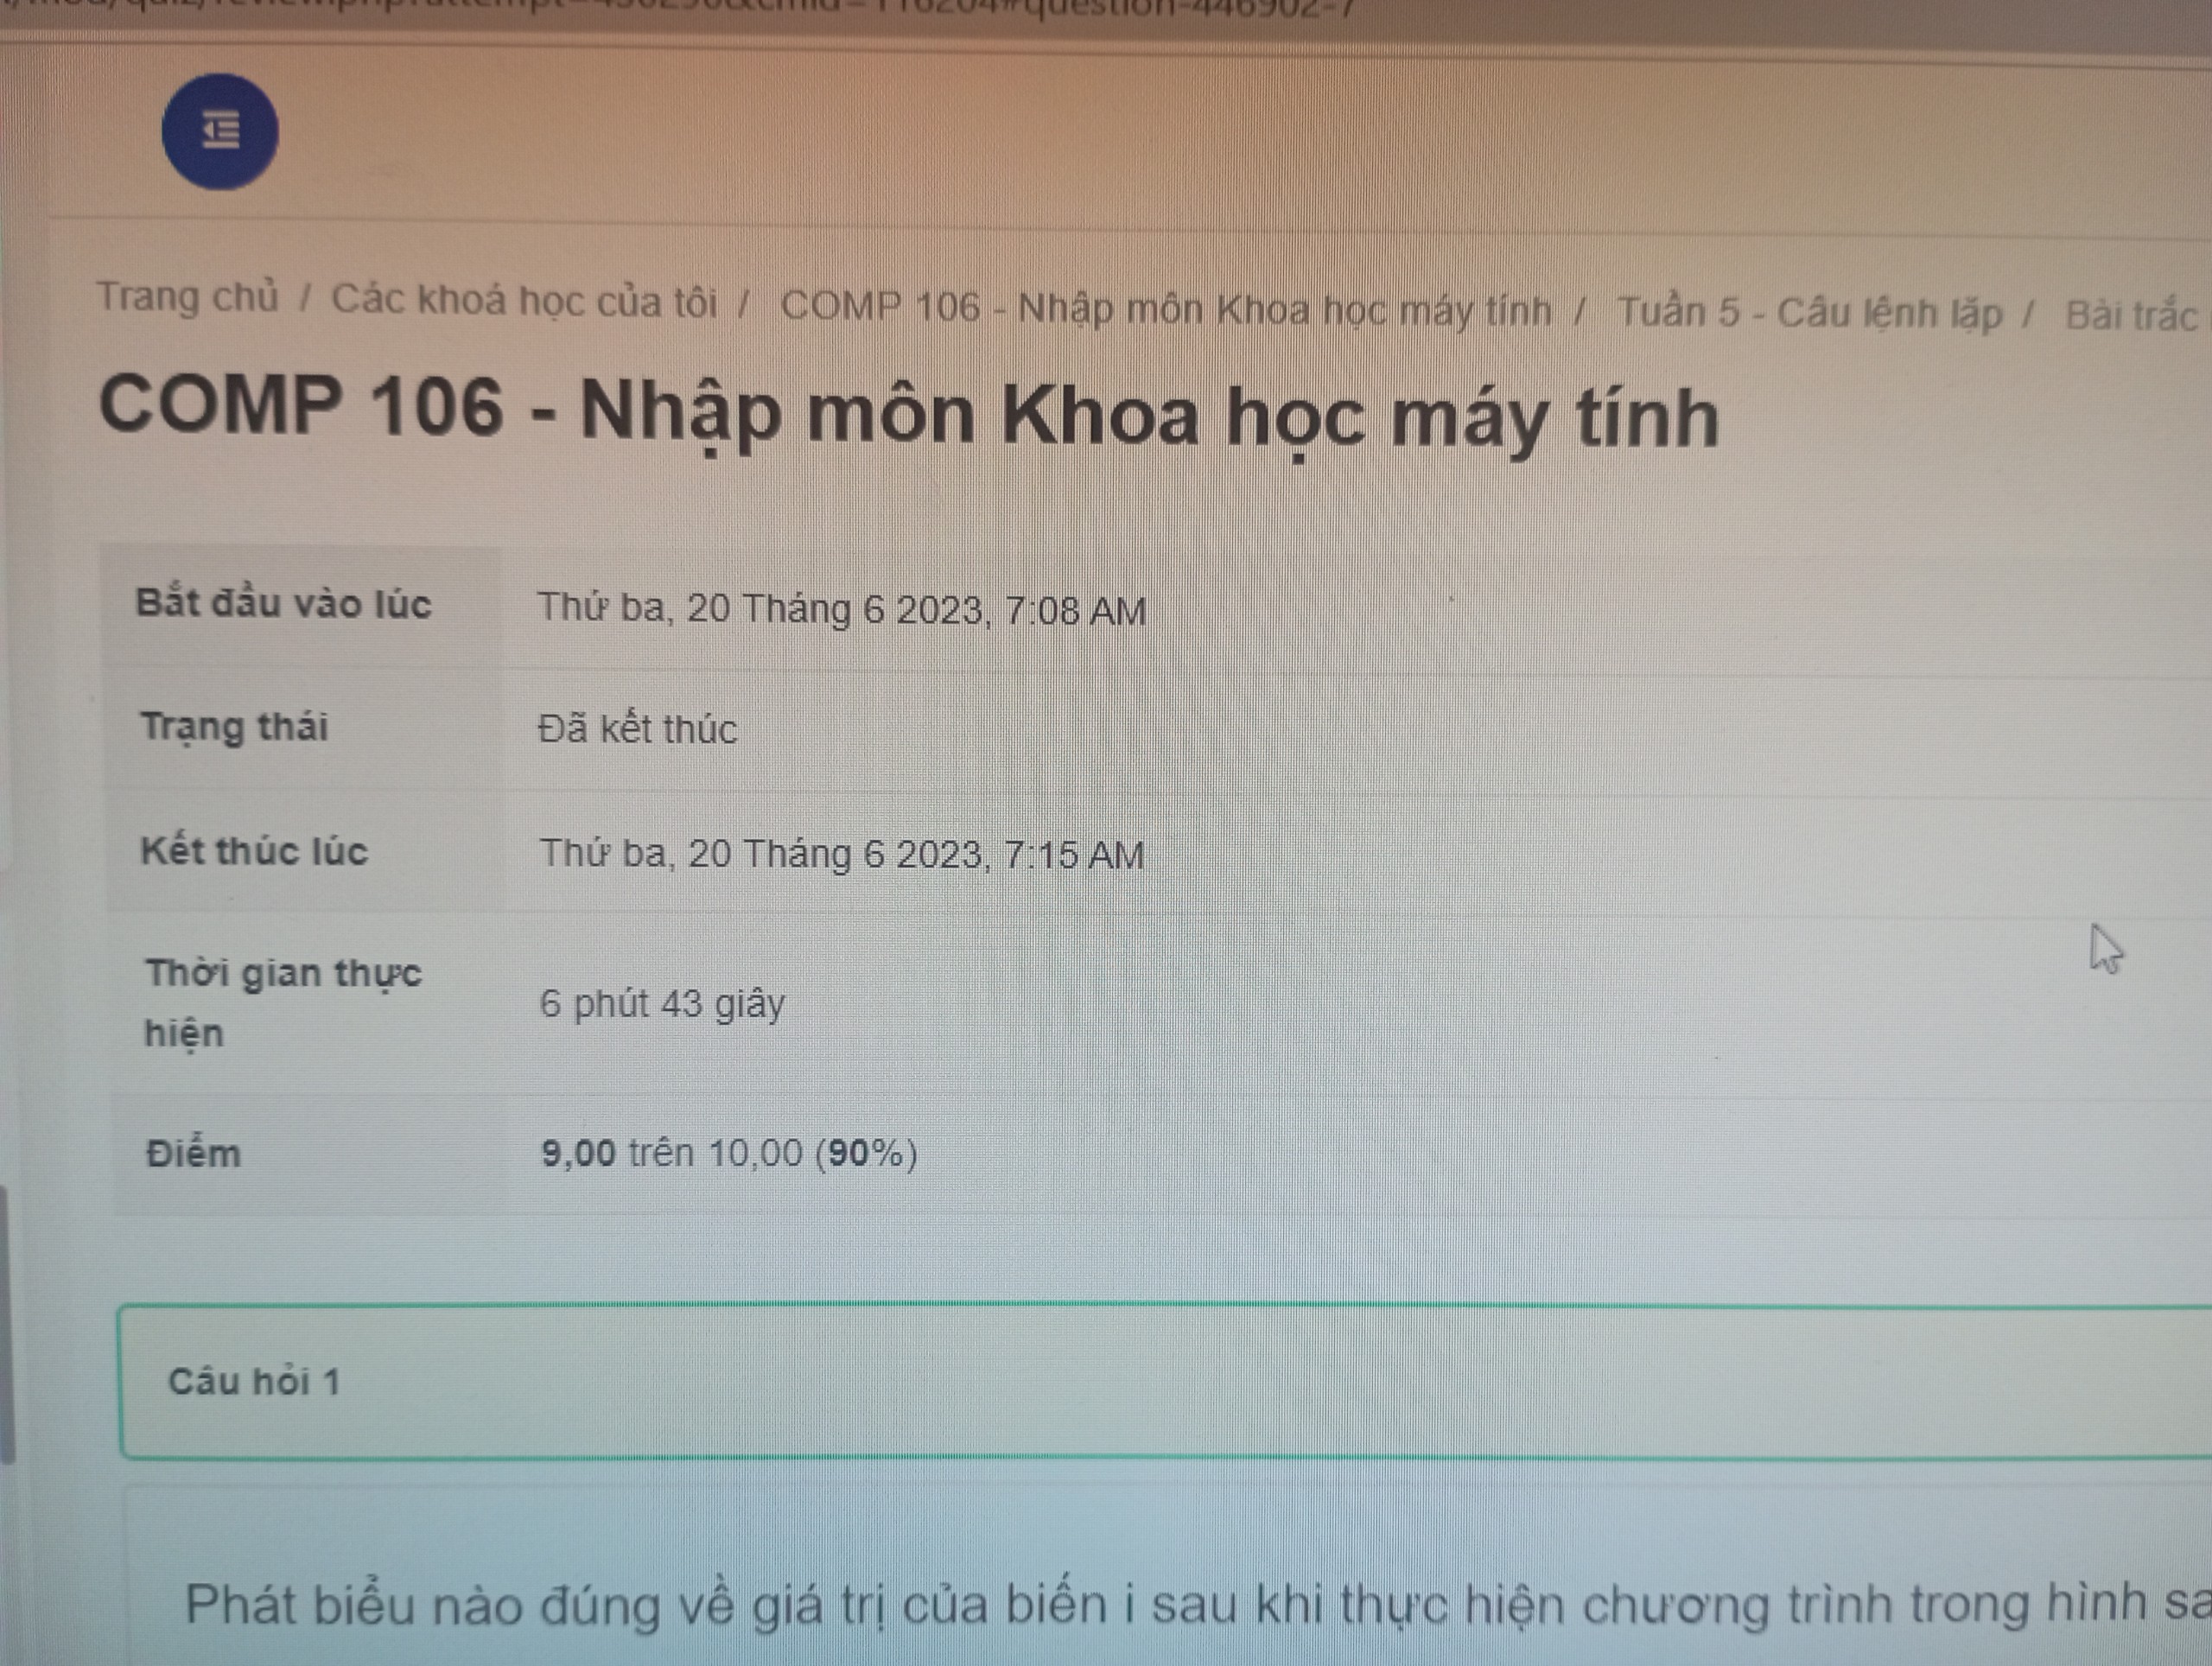 question-446902-7
Trang chủ / Các khoá học của tôi / COMP 106 - Nhập môn Khoa học máy tính / Tuần 5 - Câu lệnh lặp / Bài trắc
COMP 106 - Nhập môn Khoa học máy tính
Bắt đầu vào lúc Thứ ba, 20 Tháng 6 2023, 7:08 AM
Trạng thái Đã kết thúc
Kết thúc lúc Thứ ba, 20 Tháng 6 2023, 7:15 AM
Thời gian thực
hiện
6 phút 43 giây
Điểm 9,00 trên 10,00 (90%)
Câu hỏi 1
Phát biểu nào đúng về giá trị của biến i sau khi thực hiện chương trình trong hình